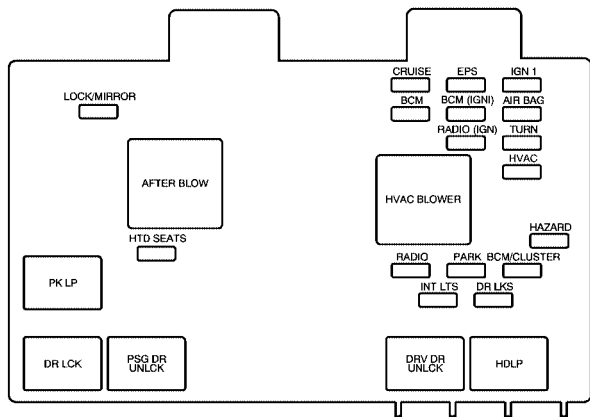 CRUISE EPS IGN 1
LOCK/MIRROR
BCM BCM (IGNI) AIR BAG
RADIO (IGN) TURN
HVAC
AFTER BLOW
HVAC BLOWER
HAZARD
HTD SEATS
RADIO PARK BCM/CLUSTER
PK LP
INT LTS DR LKS
DR LCK
PSG DR
UNLCK
DRV DR
UNLCK
HDLP